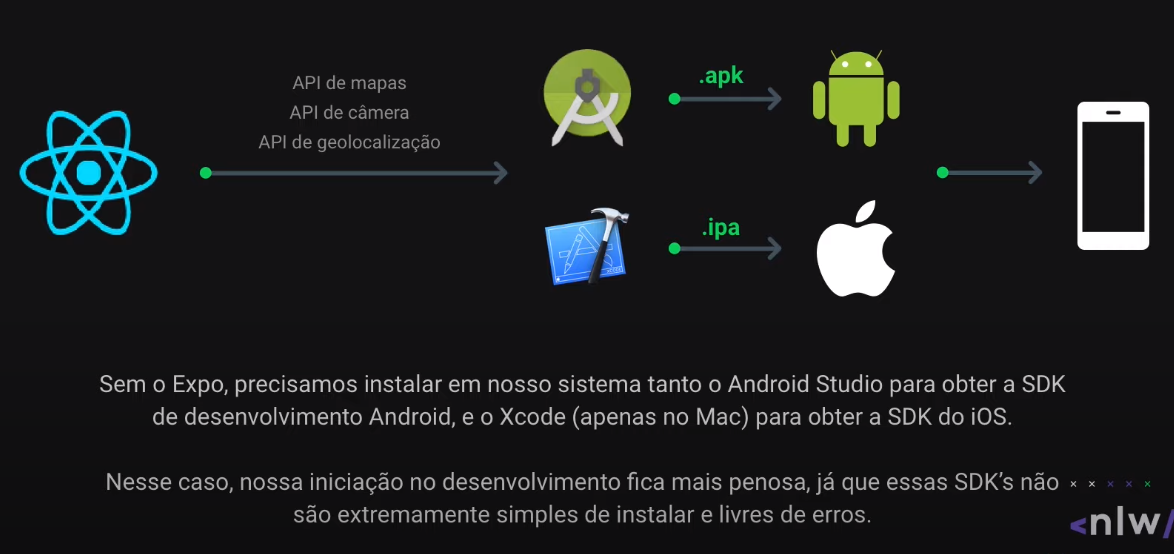 API de mapas
API de câmera
API de geolocalização
.apk
.ipa
Sem o Expo, precisamos instalar em nosso sistema tanto o Android Studio para obter a SDK
de desenvolvimento Android, e o Xcode (apenas no Mac) para obter a SDK do iOS.
Nesse caso, nossa iniciação no desenvolvimento fica mais penosa, já que essas SDK's não
são extremamente simples de instalar e livres de erros.
<nlw/